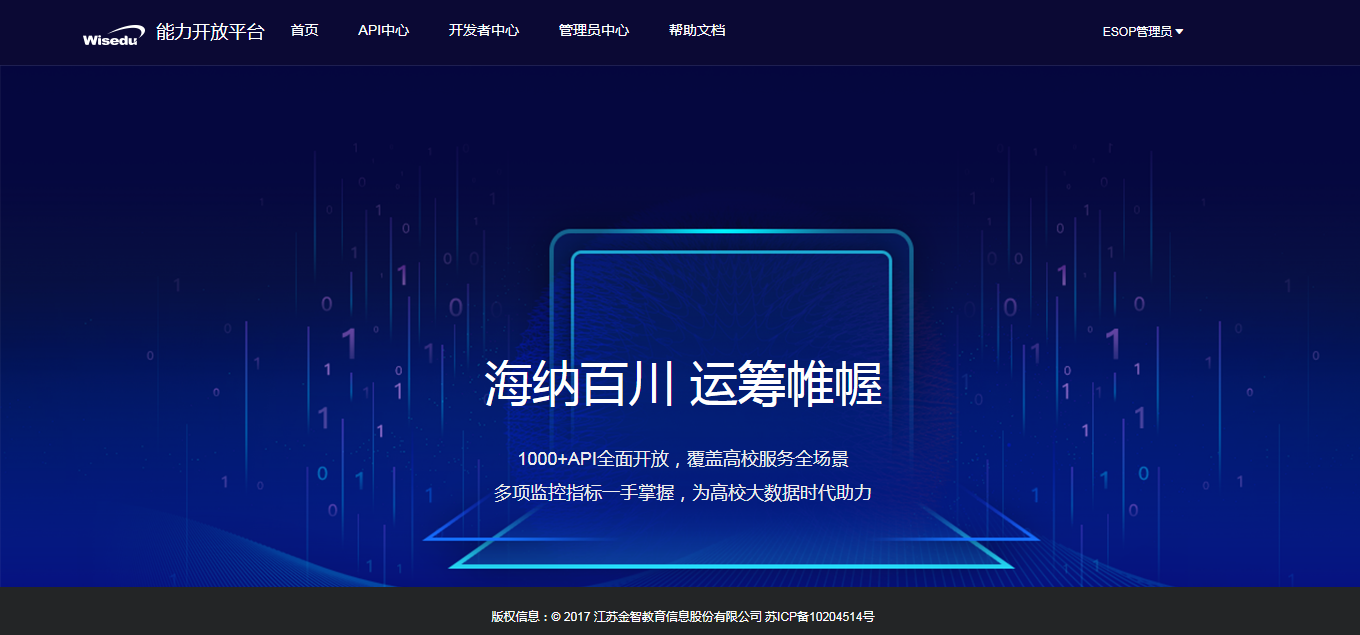 Wisedu 能力开放平台 首页 API中心 开发者中心 管理员中心 帮助文档 ESOP管理员
海纳百川 运筹帷幄
1000+API全面开放，覆盖高校服务全场景
多项监控指标一手掌握，为高校大数据时代助力
版权信息：© 2017 江苏金智教育信息股份有限公司 苏ICP备10204514号